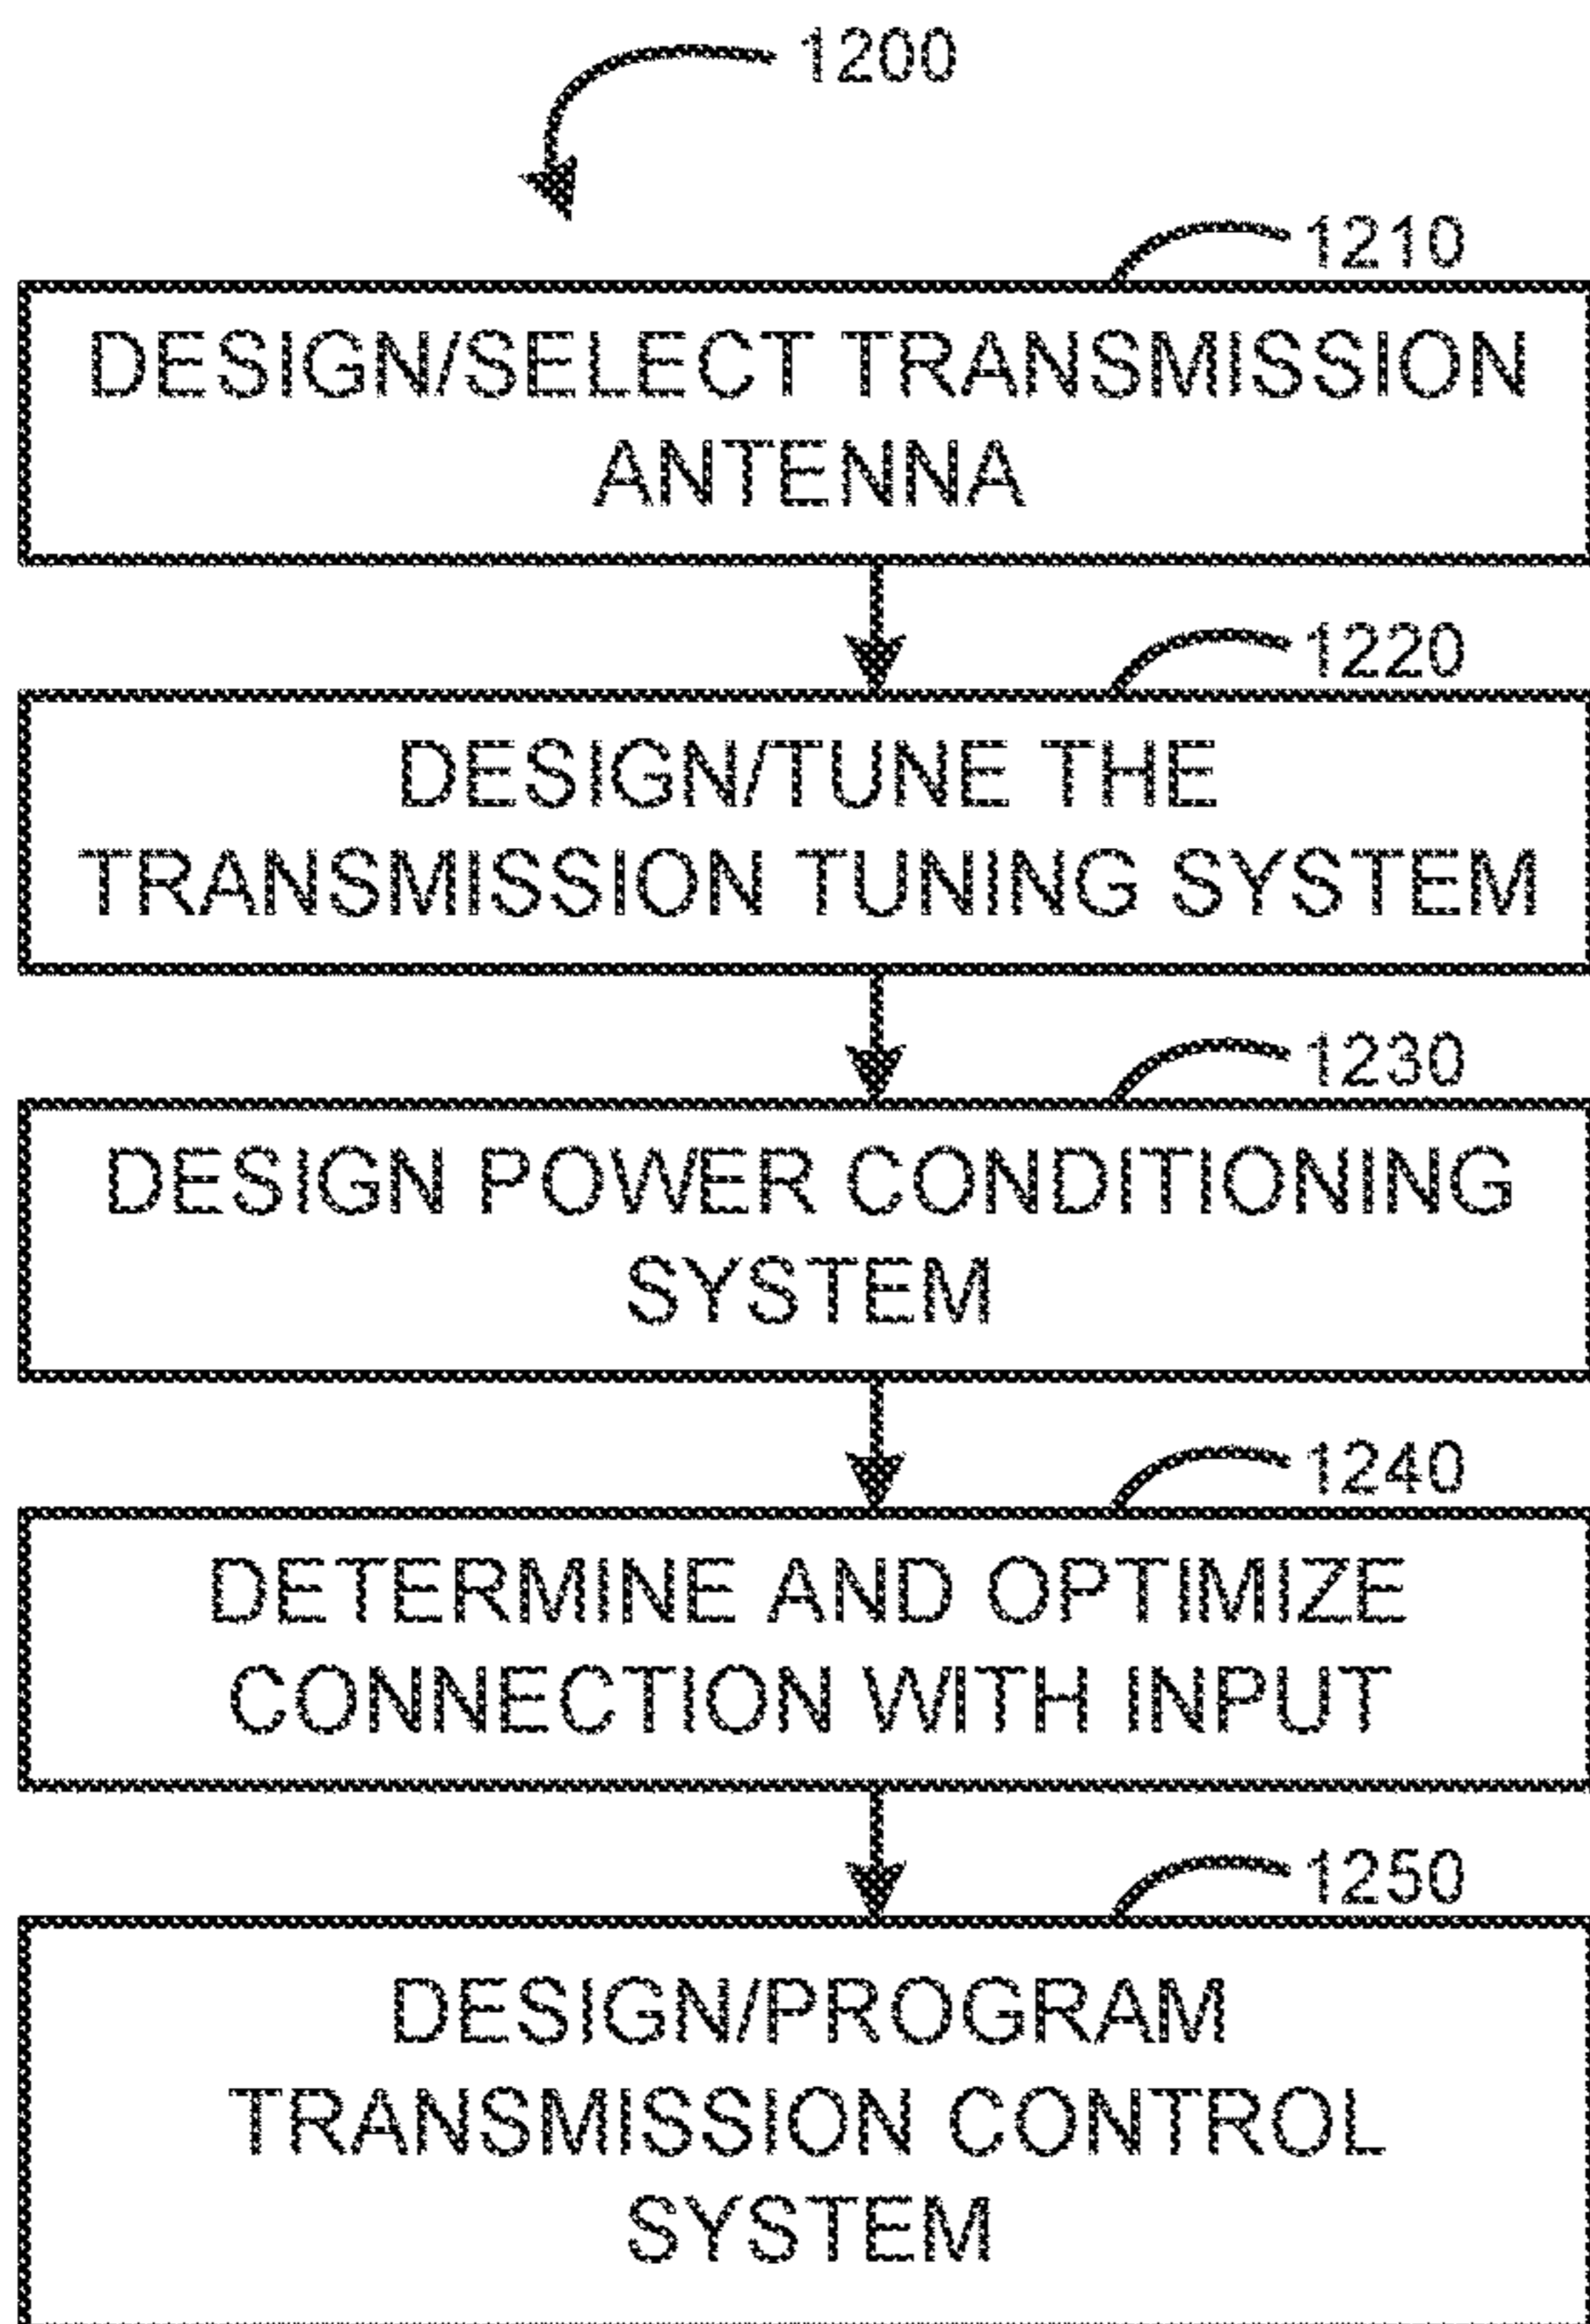 1200
1210
DESIGN/SELECT TRANSMISSION
ANTENNA
1220
DESIGN/TUNE THE
TRANSMISSION TUNING SYSTEM
1230
DESIGN POWER CONDITIONING
SYSTEM
1240
DETERMINE AND OPTIMIZE
CONNECTION WITH INPUT
1250
DESIGN/PROGRAM
TRANSMISSION CONTROL
SYSTEM